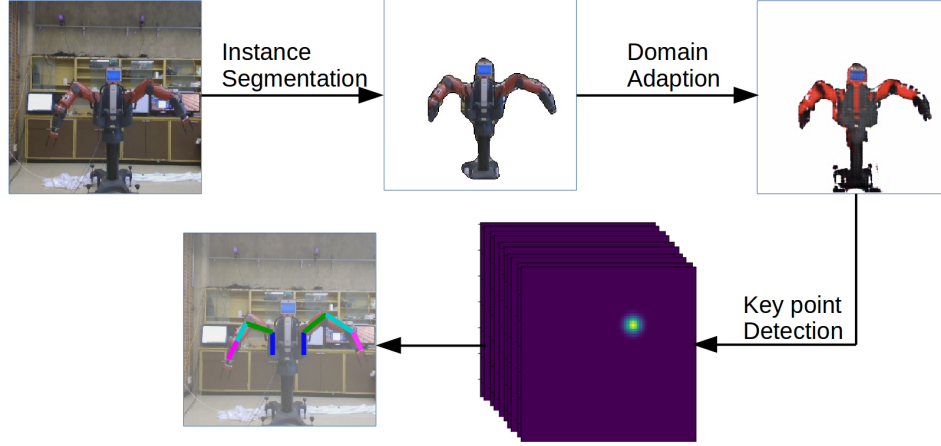 Instance
Segmentation
Domain
Adaption
Key point
Detection